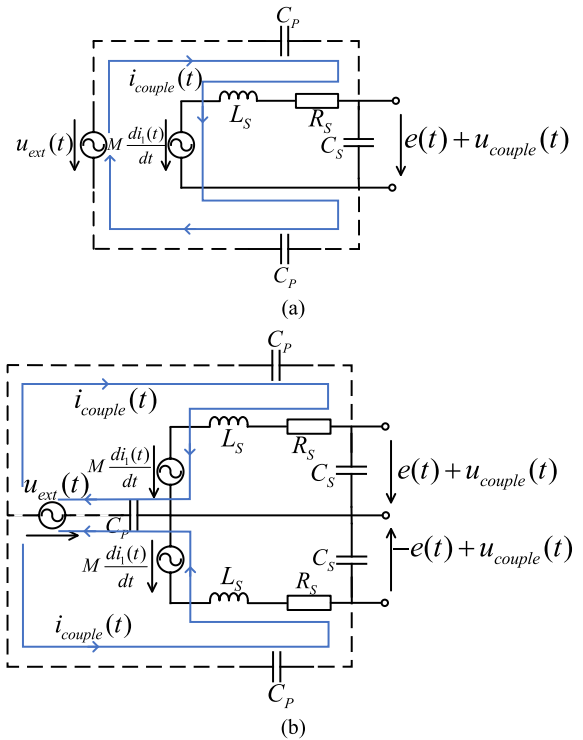 C_P
i_couple(t)
L_S
R_S
C_S
u_ext(t)
M di_1(t)/dt
e(t) + u_couple(t)
C_P
(a)
C_P
i_couple(t)
L_S
R_S
C_S
M di_1(t)/dt
e(t) + u_couple(t)
u_ext(t)
C_P
M di_1(t)/dt
C_S
-e(t) + u_couple(t)
L_S
R_S
i_couple(t)
C_P
(b)